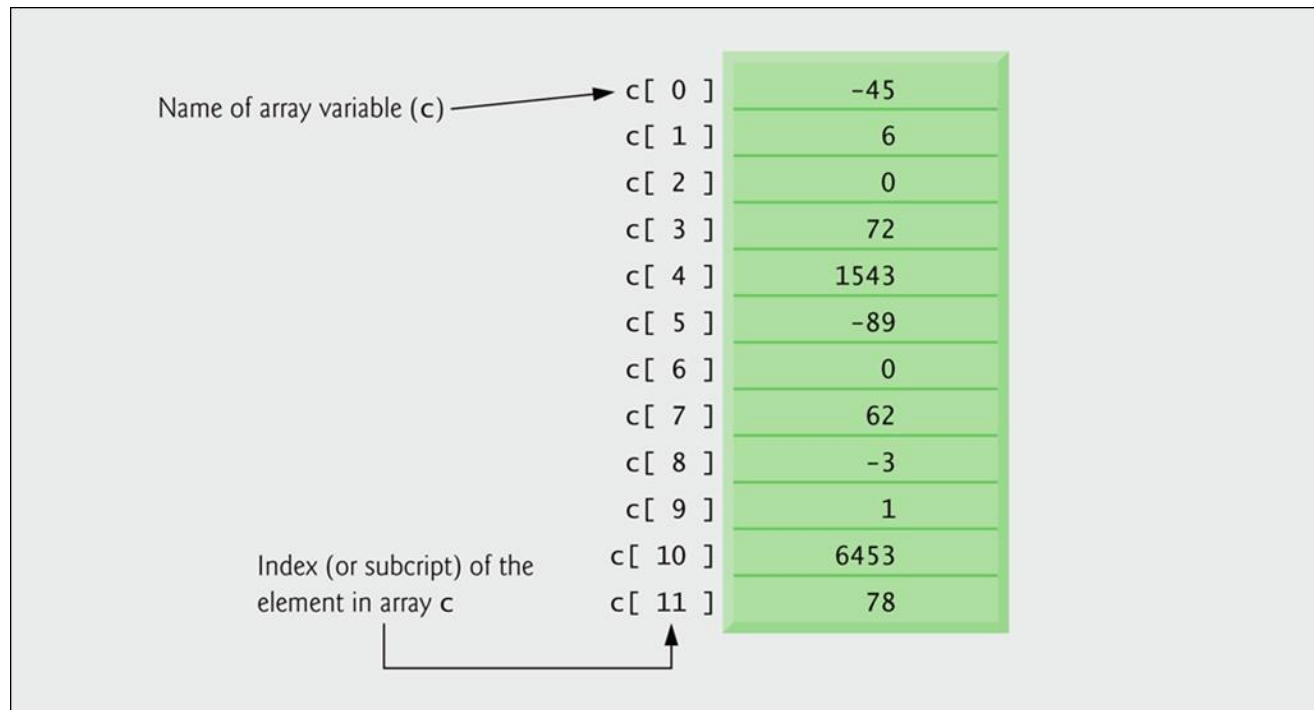 Name of array variable (c)
c[ 0 ] -45
c[ 1 ] 6
c[ 2 ] 0
c[ 3 ] 72
c[ 4 ] 1543
c[ 5 ] -89
c[ 6 ] 0
c[ 7 ] 62
c[ 8 ] -3
c[ 9 ] 1
c[ 10 ] 6453
c[ 11 ] 78
Index (or subcript) of the
element in array c